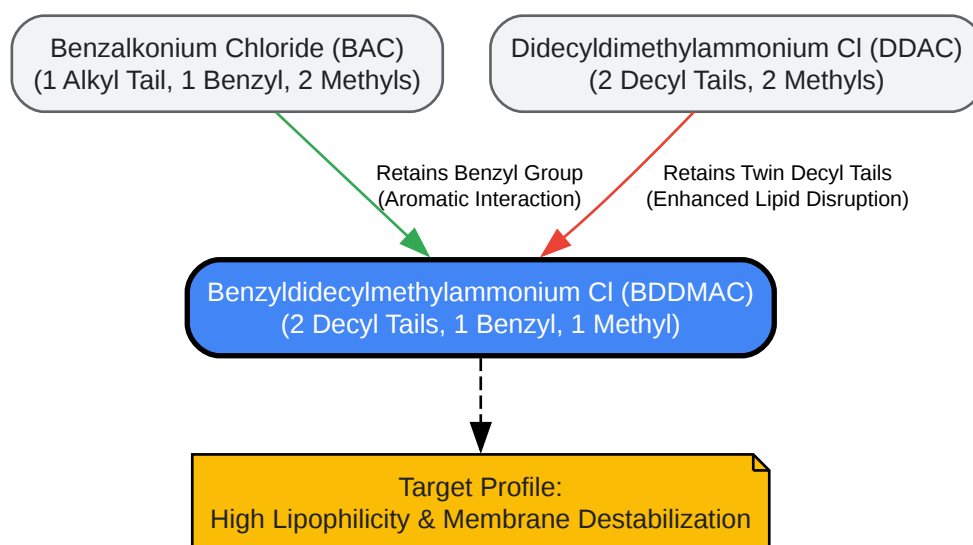 Benzalkonium Chloride (BAC)
(1 Alkyl Tail, 1 Benzyl, 2 Methyls)
Didecyldimethylammonium Cl (DDAC)
(2 Decyl Tails, 2 Methyls)
Retains Benzyl Group
(Aromatic Interaction)
Retains Twin Decyl Tails
(Enhanced Lipid Disruption)
Benzyldidecylmethylammonium Cl (BDDMAC)
(2 Decyl Tails, 1 Benzyl, 1 Methyl)
Target Profile:
High Lipophilicity & Membrane Destabilization